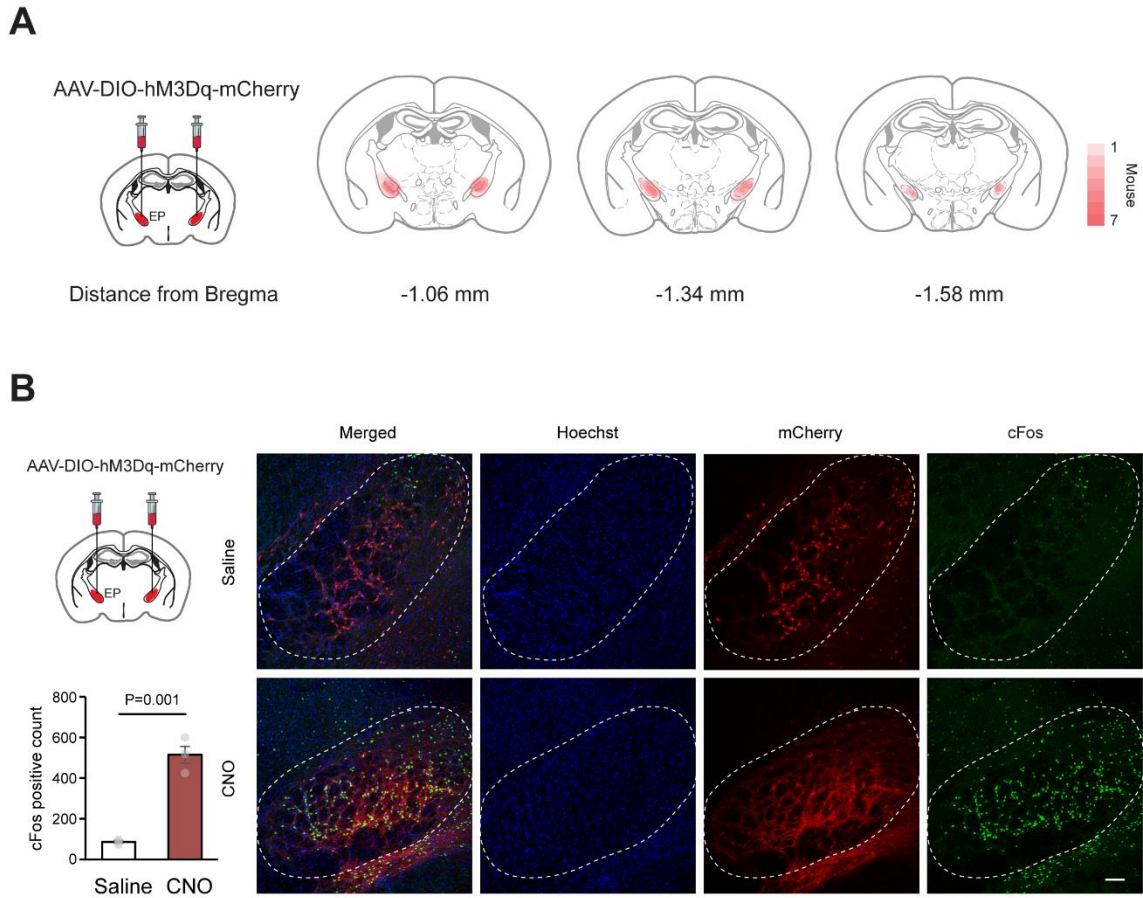 A
AAV-DIO-hM3Dq-mCherry
EP
1
Mouse
7
Distance from Bregma
-1.06 mm
-1.34 mm
-1.58 mm
B
Merged
Hoechst
mCherry
cFos
AAV-DIO-hM3Dq-mCherry
EP
Saline
CNO
P=0.001
cFos positive count
800
600
400
200
0
Saline
CNO